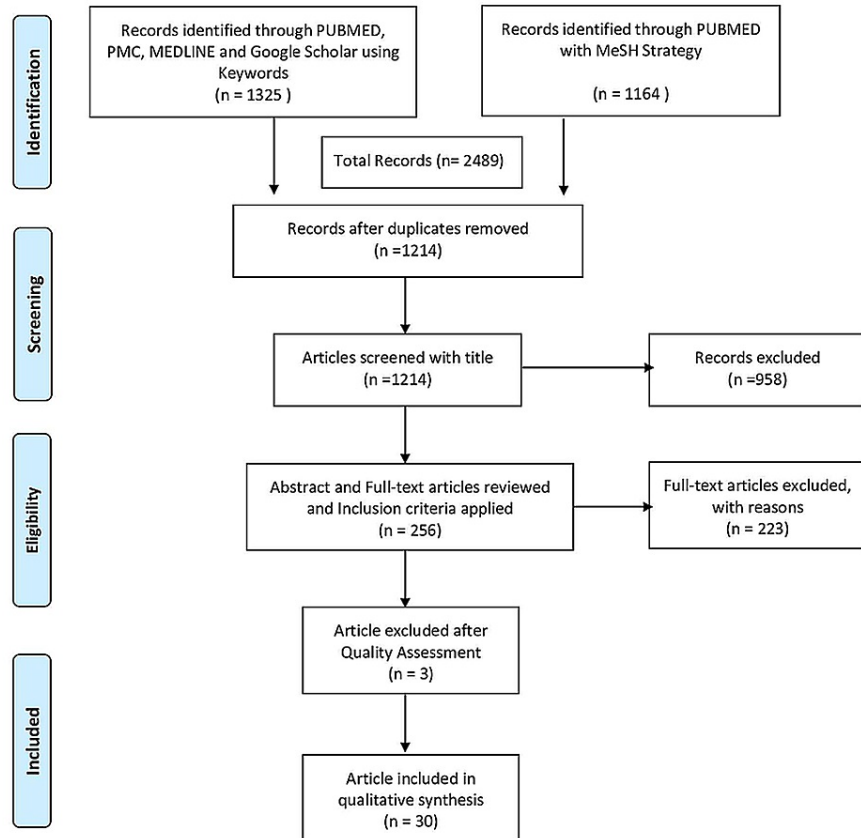 Identification
Records identified through PUBMED,
PMC, MEDLINE and Google Scholar using
Keywords
(n = 1325 )
Records identified through PUBMED
with MeSH Strategy
(n = 1164 )
Total Records (n= 2489)
Screening
Records after duplicates removed
(n =1214)
Articles screened with title
(n =1214)
Records excluded
(n =958)
Eligibility
Abstract and Full-text articles reviewed
and Inclusion criteria applied
(n = 256)
Full-text articles excluded,
with reasons
(n = 223)
Article excluded after
Quality Assessment
(n = 3)
Included
Article included in
qualitative synthesis
(n = 30)